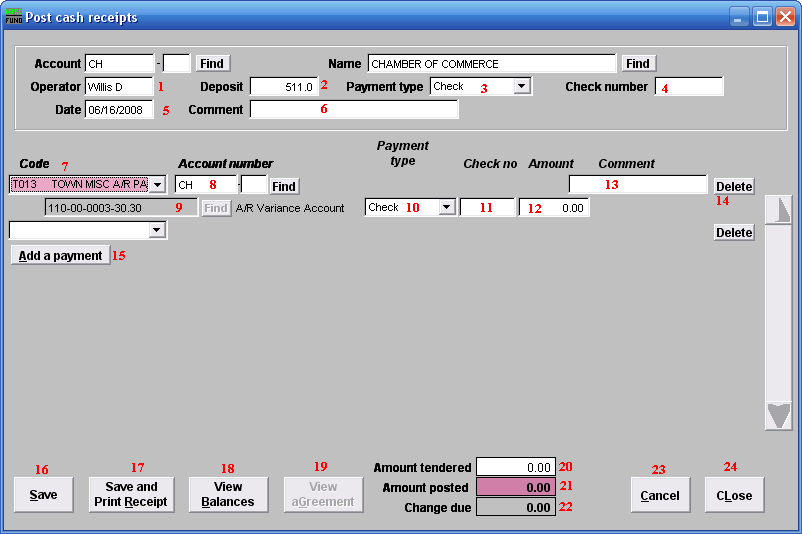 FUND Post cash receipts
Account CH - Find Name CHAMBER OF COMMERCE Find
Operator Willis D 1 Deposit 511.0 2 Payment type Check 3 Check number 4
Date 06/16/2008 5 Comment 6
Payment
Code 7 Account number type Check no Amount Comment
T013 TOWN MISC A/R PA CH 8 - Find 13 Delete
14
110-00-0003-30.30 9 Find A/R Variance Account Check 10 11 12 0.00
Delete
Add a payment 15
16 17 18 19 Amount tendered 0.00 20 23 24
Save Save and View View Amount posted 0.00 21 Cancel CLose
Print Receipt Balances aGreement Change due 0.00 22